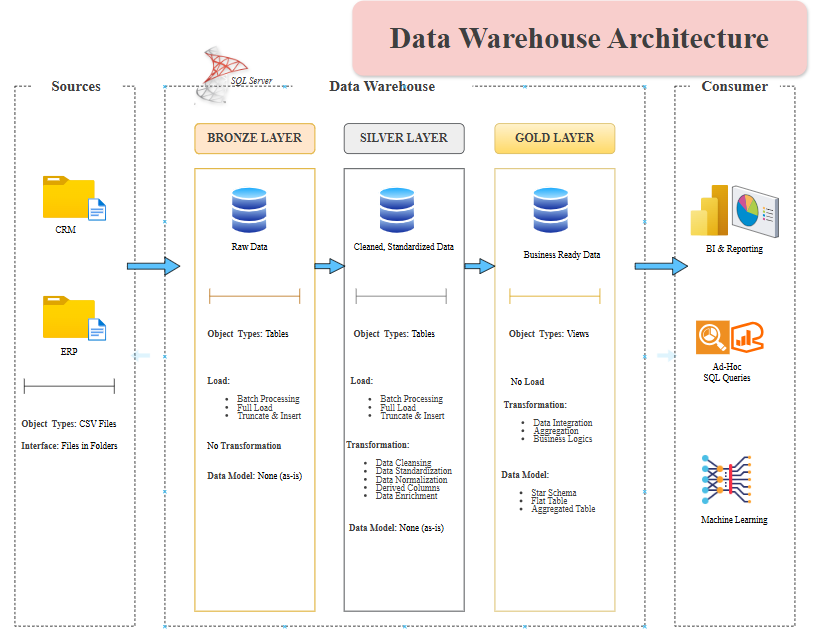 Data Warehouse Architecture
Sources
SQL Server
Data Warehouse
Consumer
BRONZE LAYER
SILVER LAYER
GOLD LAYER
CRM
ERP
Object Types: CSV Files
Interface: Files in Folders
Raw Data
Object Types: Tables
Load:
• Batch Processing
• Full Load
• Truncate & Insert
No Transformation
Data Model: None (as-is)
Cleaned, Standardized Data
Object Types: Tables
Load:
• Batch Processing
• Full Load
• Truncate & Insert
Transformation:
• Data Cleansing
• Data Standardization
• Data Normalization
• Derived Columns
• Data Enrichment
Data Model: None (as-is)
Business Ready Data
Object Types: Views
No Load
Transformation:
• Data Integration
• Aggregation
• Business Logics
Data Model:
• Star Schema
• Flat Table
• Aggregated Table
BI & Reporting
Ad-Hoc
SQL Queries
Machine Learning